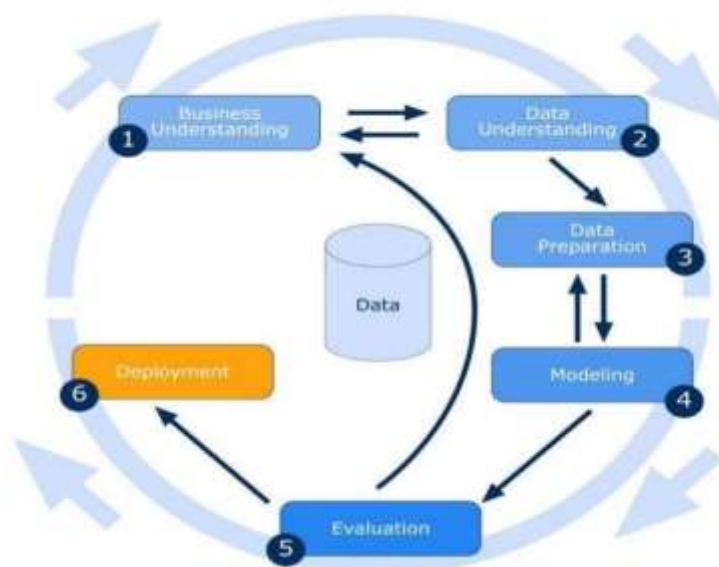 Business
Understanding
1
Data
Understanding
2
Data
Preparation
3
Data
Deployment
6
Modeling
4
Evaluation
5